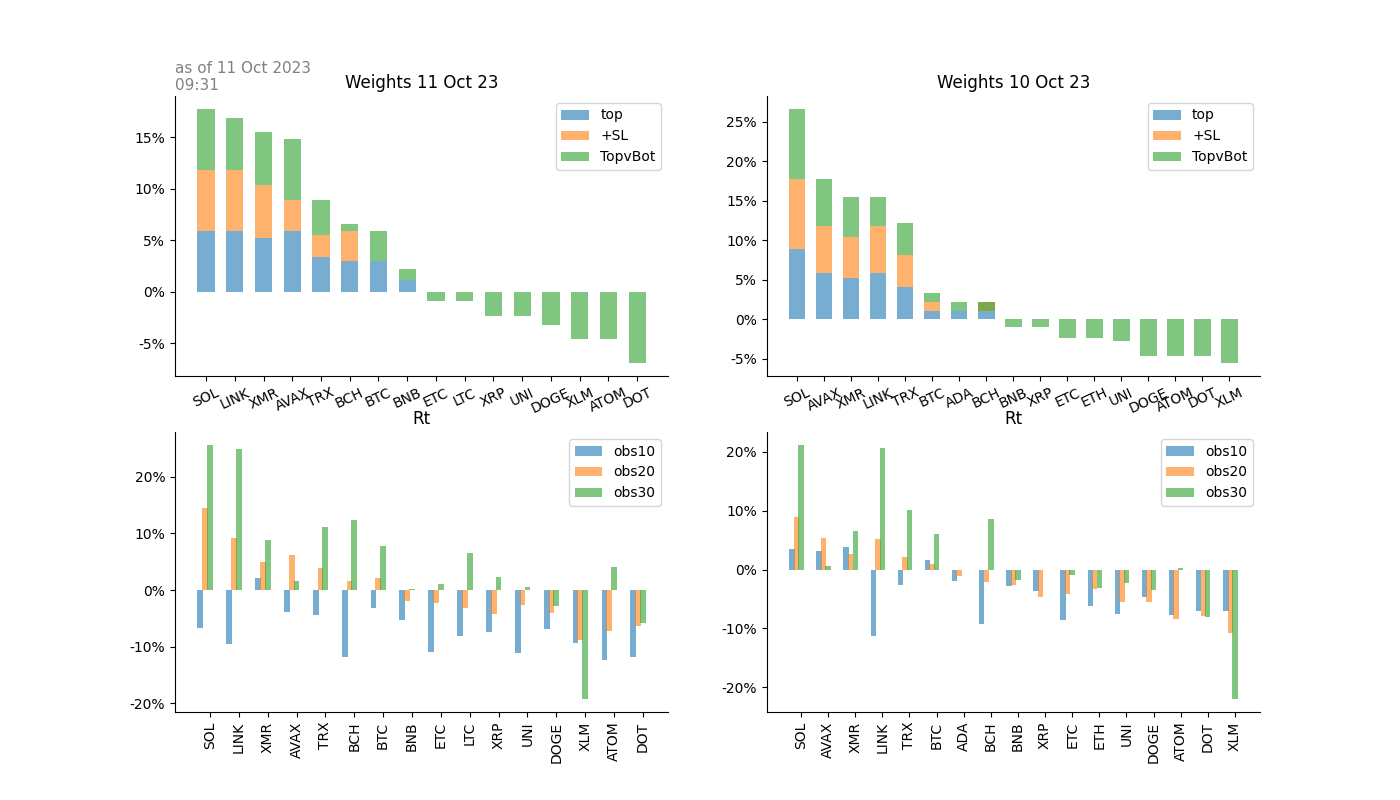 as of 11 Oct 2023
09:31
Weights 11 Oct 23
top
+SL
TopvBot
15%
10%
5%
0%
-5%
SOL LINK XMR AVAX TRX BCH BTC BNB ETC LTC XRP UNI DOGE XLM ATOM DOT
Weights 10 Oct 23
top
+SL
TopvBot
25%
20%
15%
10%
5%
0%
-5%
SOL AVAX XMR LINK TRX BTC ADA BCH BNB XRP ETC ETH UNI DOGE ATOM DOT XLM
Rt
obs10
obs20
obs30
20%
10%
0%
-10%
-20%
SOL LINK XMR AVAX TRX BCH BTC BNB ETC LTC XRP UNI DOGE XLM ATOM DOT
Rt
obs10
obs20
obs30
20%
10%
0%
-10%
-20%
SOL AVAX XMR LINK TRX BTC ADA BCH BNB XRP ETC ETH UNI DOGE ATOM DOT XLM